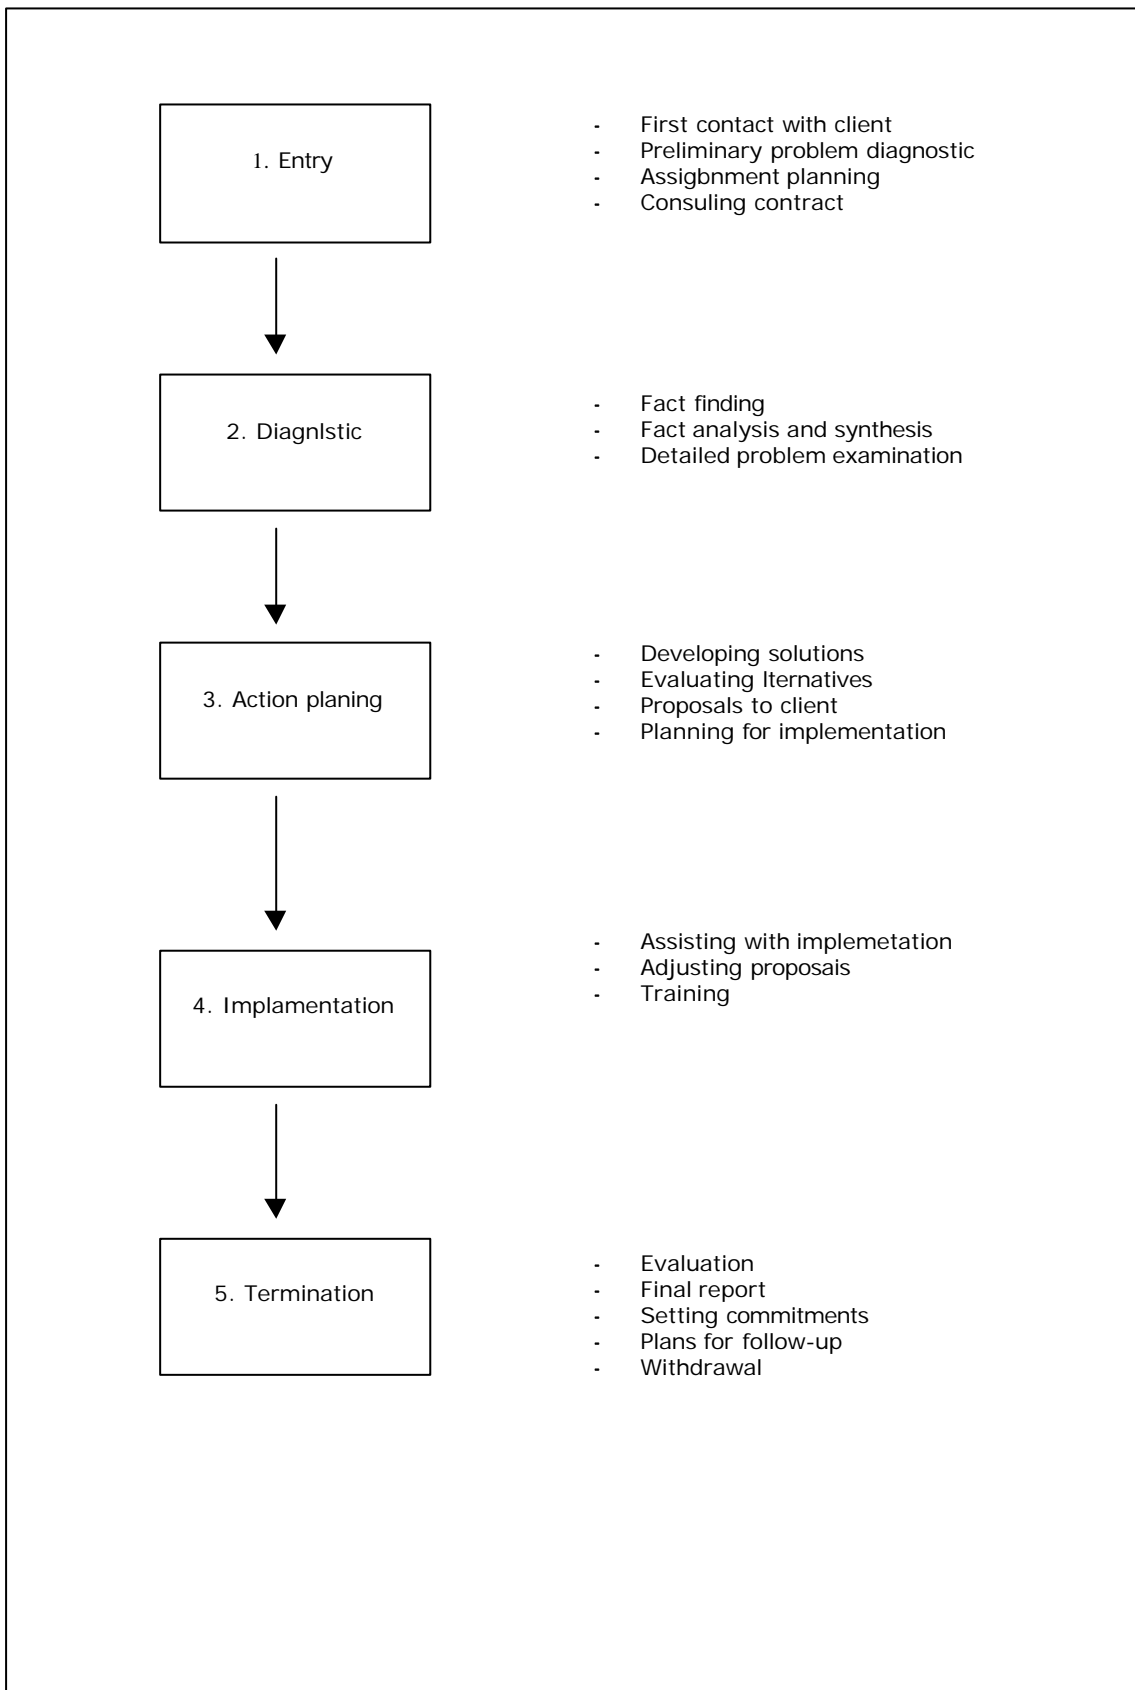 1. Entry
- First contact with client
- Preliminary problem diagnostic
- Assigbnment planning
- Consuling contract
2. DiagnIstic
- Fact finding
- Fact analysis and synthesis
- Detailed problem examination
3. Action planing
- Developing solutions
- Evaluating lternatives
- Proposals to client
- Planning for implementation
4. Implamentation
- Assisting with implemetation
- Adjusting proposais
- Training
5. Termination
- Evaluation
- Final report
- Setting commitments
- Plans for follow-up
- Withdrawal